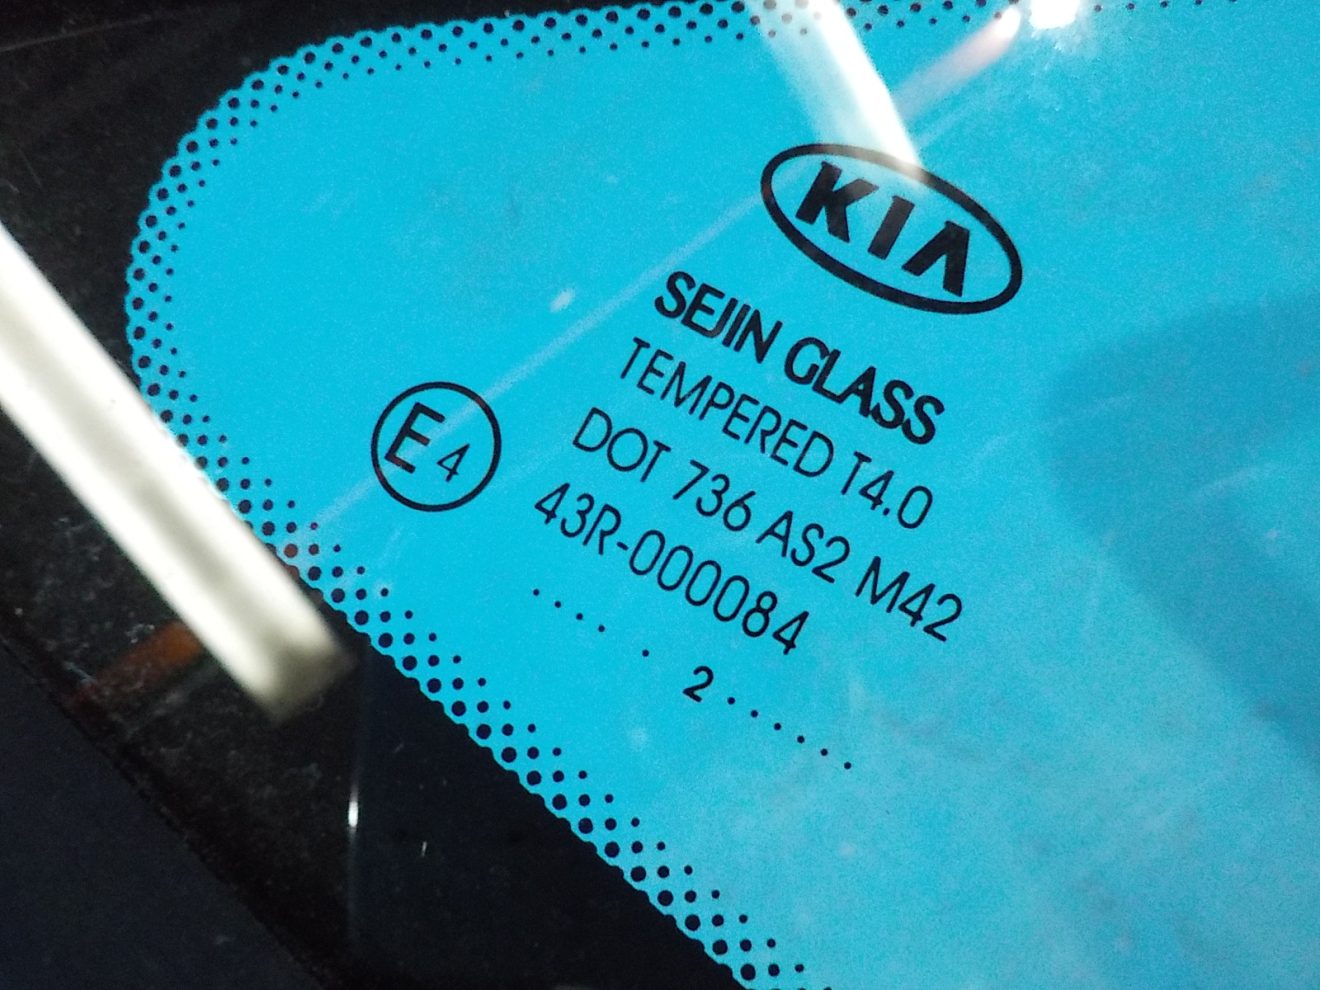 KIA
SEJIN GLASS
TEMPERED T4.0
DOT 736 AS2 M42
E4
43R-000084
.... . 2......